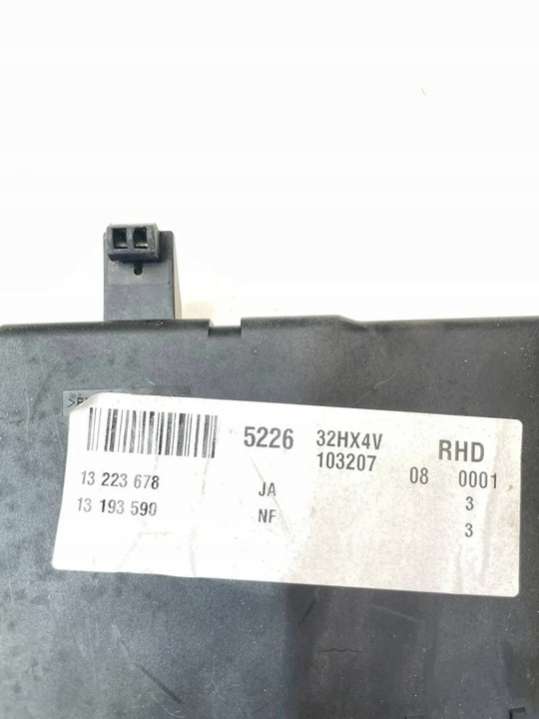 5226 32HX4V RHD
103207 08 0001
13 223 678 JA 3
13 193 590 NF 3